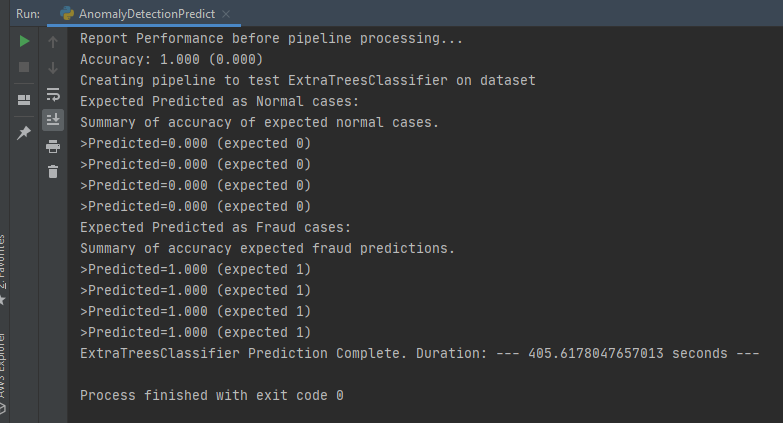 Run: AnomalyDetectionPredict
Report Performance before pipeline processing...
Accuracy: 1.000 (0.000)
Creating pipeline to test ExtraTreesClassifier on dataset
Expected Predicted as Normal cases:
Summary of accuracy of expected normal cases.
>Predicted=0.000 (expected 0)
>Predicted=0.000 (expected 0)
>Predicted=0.000 (expected 0)
>Predicted=0.000 (expected 0)
Expected Predicted as Fraud cases:
Summary of accuracy expected fraud predictions.
>Predicted=1.000 (expected 1)
>Predicted=1.000 (expected 1)
>Predicted=1.000 (expected 1)
>Predicted=1.000 (expected 1)
ExtraTreesClassifier Prediction Complete. Duration: --- 405.6178047657013 seconds ---
Process finished with exit code 0
2: Favorites
AWS Explorer